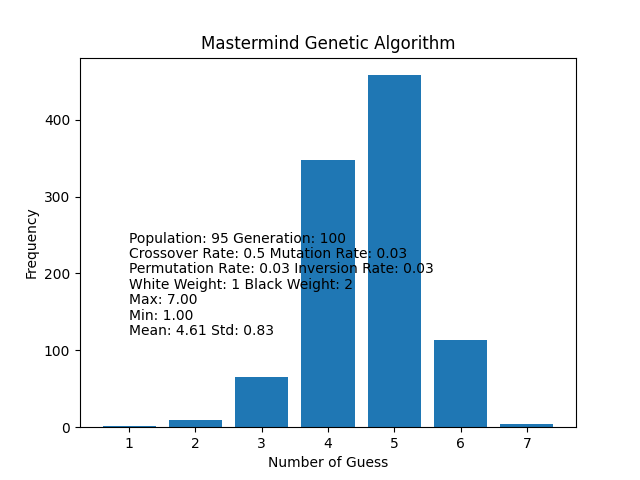 Mastermind Genetic Algorithm
Frequency
400
300
200
100
0
Population: 95 Generation: 100
Crossover Rate: 0.5 Mutation Rate: 0.03
Permutation Rate: 0.03 Inversion Rate: 0.03
White Weight: 1 Black Weight: 2
Max: 7.00
Min: 1.00
Mean: 4.61 Std: 0.83
1 2 3 4 5 6 7
Number of Guess